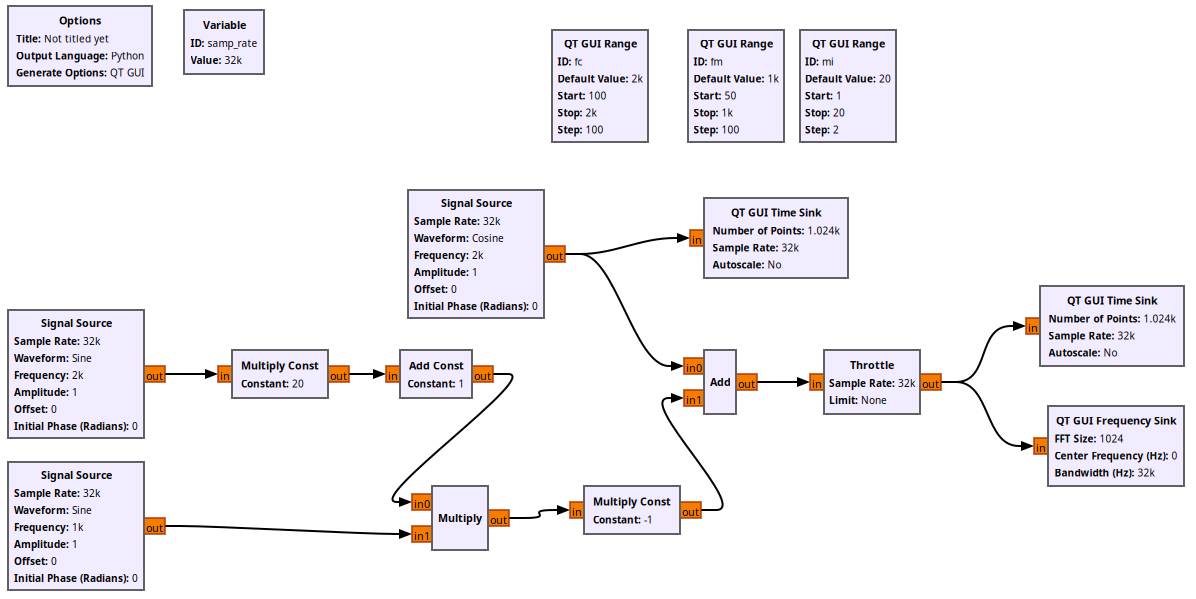 Options
Title: Not titled yet
Output Language: Python
Generate Options: QT GUI
Variable
ID: samp_rate
Value: 32k
QT GUI Range
ID: fc
Default Value: 2k
Start: 100
Stop: 2k
Step: 100
QT GUI Range
ID: fm
Default Value: 1k
Start: 50
Stop: 1k
Step: 100
QT GUI Range
ID: mi
Default Value: 20
Start: 1
Stop: 20
Step: 2
Signal Source
Sample Rate: 32k
Waveform: Cosine
Frequency: 2k
Amplitude: 1
Offset: 0
Initial Phase (Radians): 0
out
in
QT GUI Time Sink
Number of Points: 1.024k
Sample Rate: 32k
Autoscale: No
Signal Source
Sample Rate: 32k
Waveform: Sine
Frequency: 2k
Amplitude: 1
Offset: 0
Initial Phase (Radians): 0
out
in
Multiply Const
Constant: 20
out
in
Add Const
Constant: 1
out
in0
in1
Add
out
in
Throttle
Sample Rate: 32k
Limit: None
out
in
QT GUI Time Sink
Number of Points: 1.024k
Sample Rate: 32k
Autoscale: No
in
QT GUI Frequency Sink
FFT Size: 1024
Center Frequency (Hz): 0
Bandwidth (Hz): 32k
Signal Source
Sample Rate: 32k
Waveform: Sine
Frequency: 1k
Amplitude: 1
Offset: 0
Initial Phase (Radians): 0
out
in0
in1
Multiply
out
in
Multiply Const
Constant: -1
out